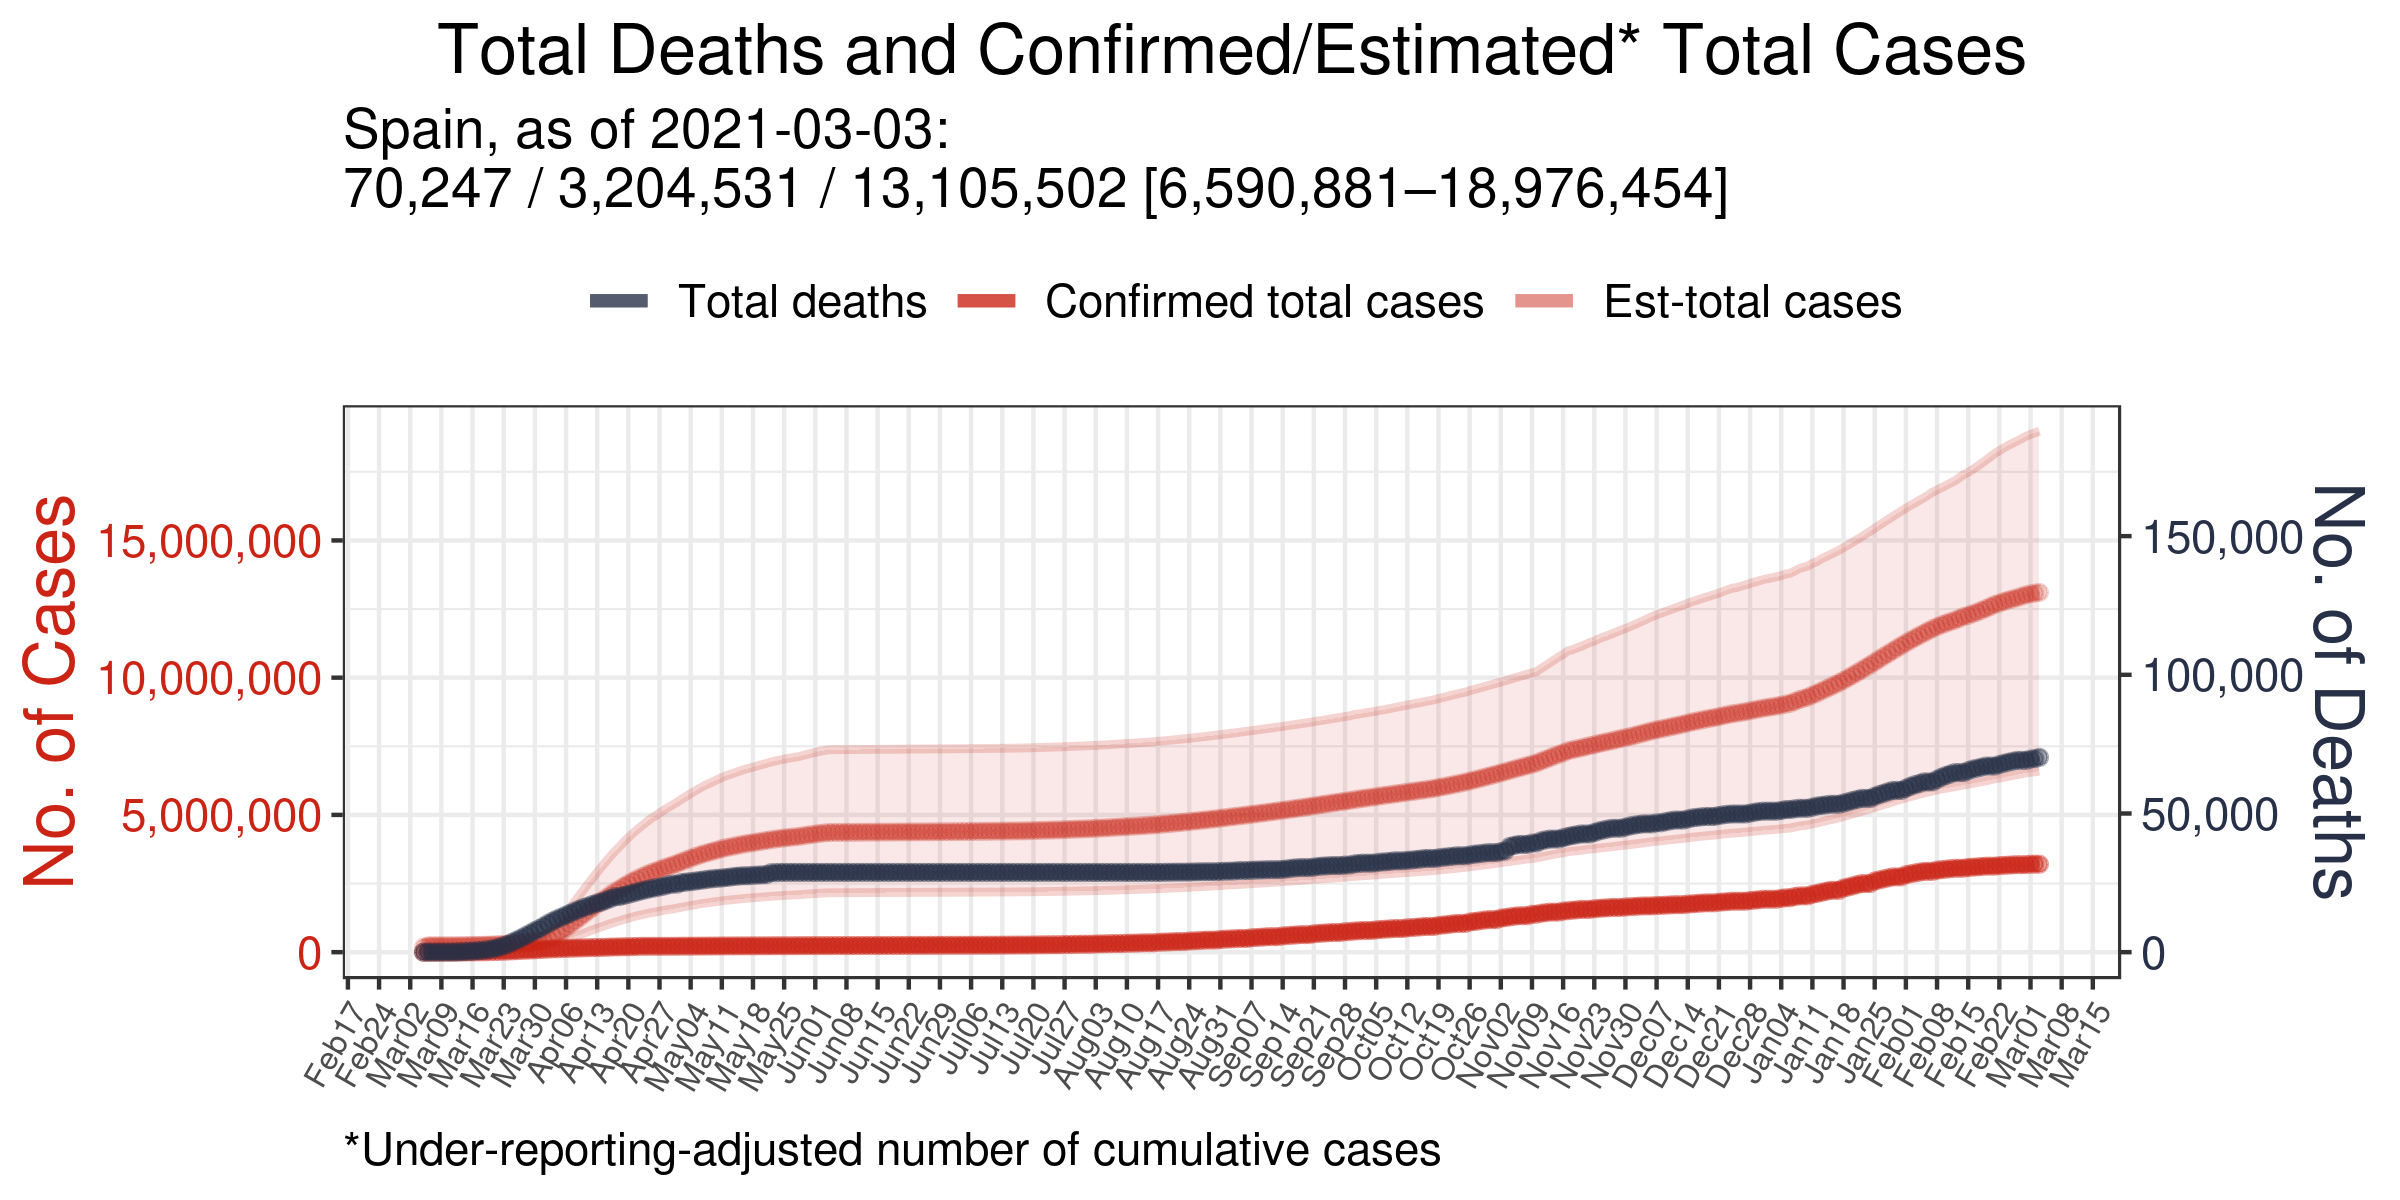 Total Deaths and Confirmed/Estimated* Total Cases
Spain, as of 2021-03-03:
70,247 / 3,204,531 / 13,105,502 [6,590,881–18,976,454]
Total deaths
Confirmed total cases
Est-total cases
No. of Cases
15,000,000
10,000,000
5,000,000
0
150,000
100,000
50,000
0
No. of Deaths
Feb17
Feb24
Mar02
Mar09
Mar16
Mar23
Mar30
Apr06
Apr13
Apr20
Apr27
May04
May11
May18
May25
Jun01
Jun08
Jun15
Jun22
Jun29
Jul06
Jul13
Jul20
Jul27
Aug03
Aug10
Aug17
Aug24
Aug31
Sep07
Sep14
Sep21
Sep28
Oct05
Oct12
Oct19
Oct26
Nov02
Nov09
Nov16
Nov23
Nov30
Dec07
Dec14
Dec21
Dec28
Jan04
Jan11
Jan18
Jan25
Feb01
Feb08
Feb15
Feb22
Mar01
Mar08
Mar15
*Under-reporting-adjusted number of cumulative cases